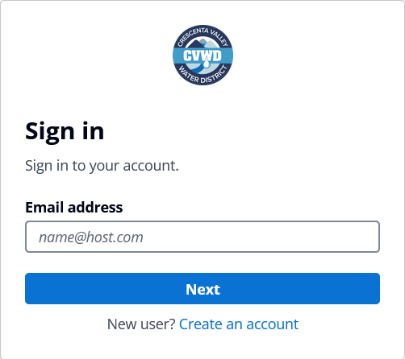 CRESCENTA VALLEY
CVWD
WATER DISTRICT
Sign in
Sign in to your account.
Email address
name@host.com
Next
New user? Create an account